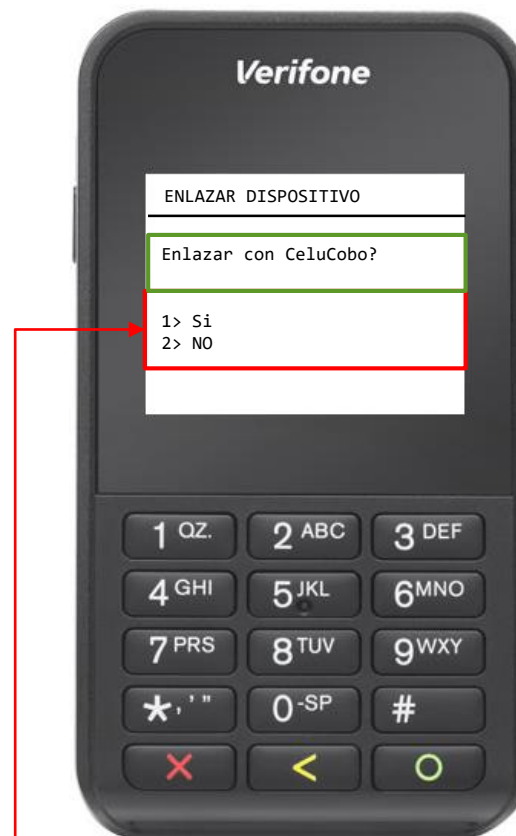 Verifone
ENLAZAR DISPOSITIVO
Enlazar con CeluCobo?
1> Si
2> NO
1 QZ. 2 ABC 3 DEF
4 GHI 5 JKL 6 MNO
7 PRS 8 TUV 9 WXY
*,'" 0 -SP #